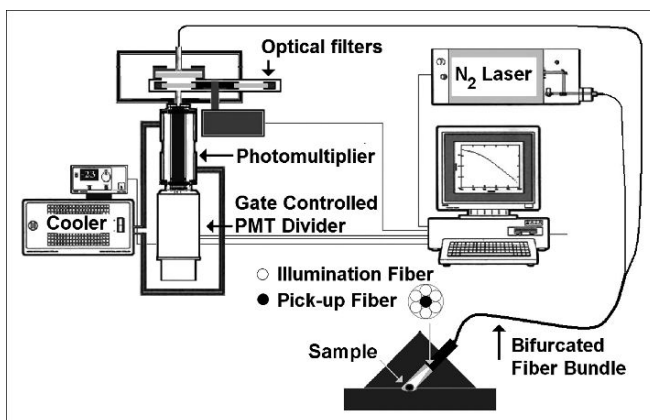 Optical filters
N2 Laser
Photomultiplier
Cooler
Gate Controlled
PMT Divider
Illumination Fiber
Pick-up Fiber
Sample
Bifurcated
Fiber Bundle